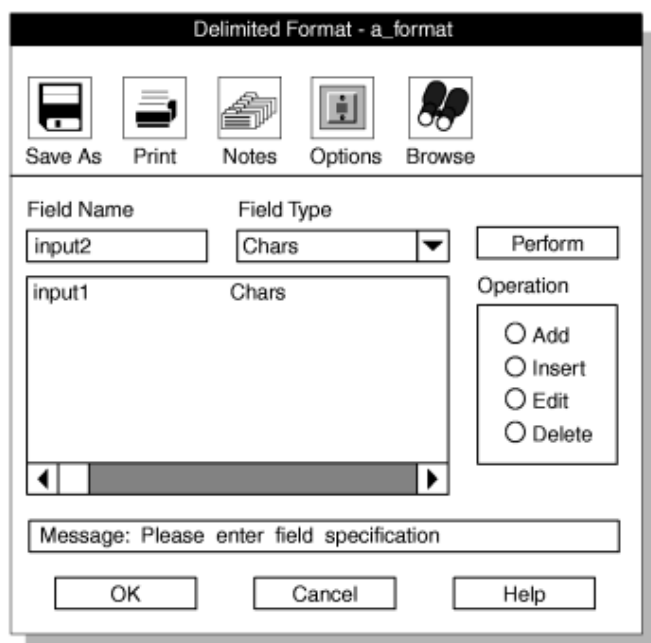 Delimited Format - a_format
Save As Print Notes Options Browse
Field Name Field Type
input2 Chars Perform
input1 Chars Operation
Add
Insert
Edit
Delete
Message: Please enter field specification
OK Cancel Help